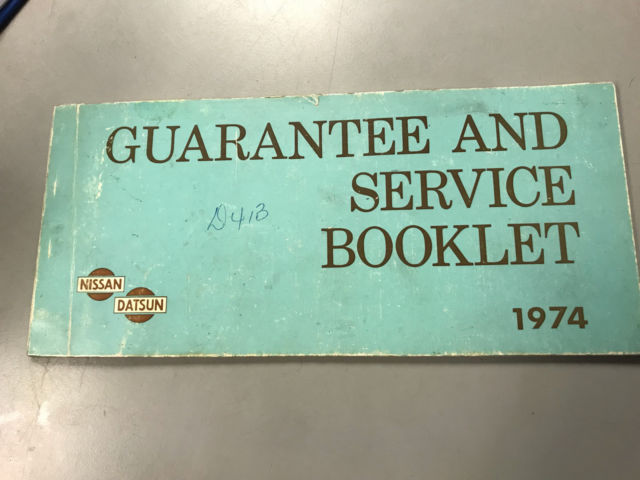 GUARANTEE AND
SERVICE
D41B
BOOKLET
NISSAN
DATSUN
1974